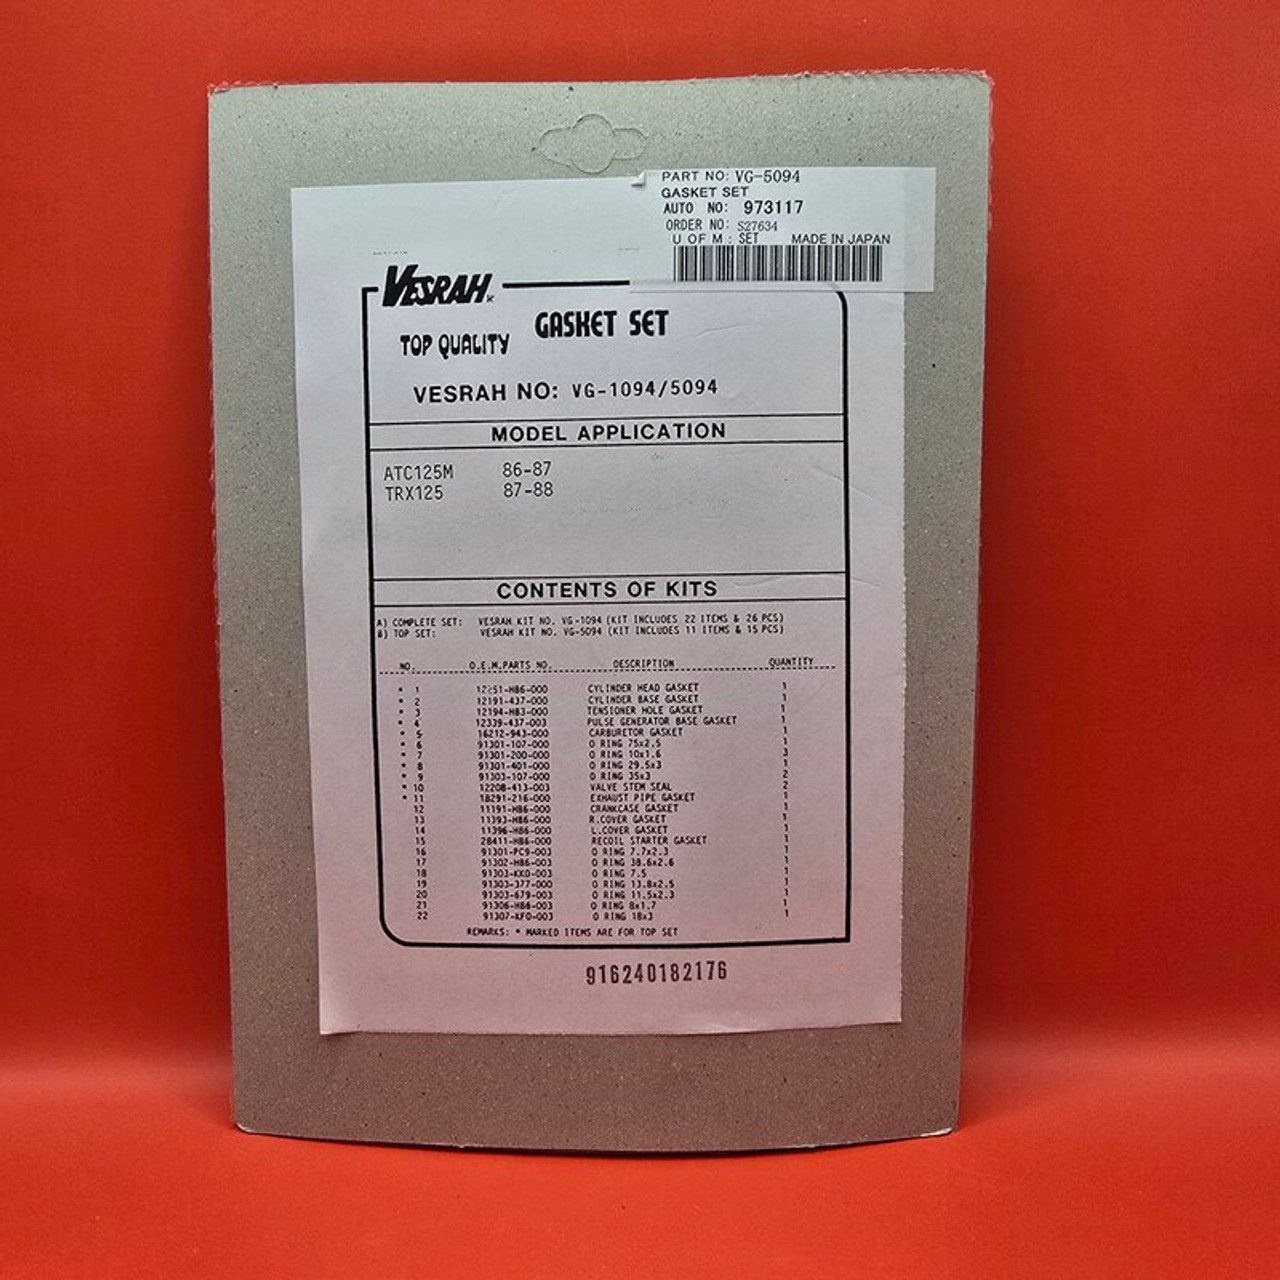 PART NO: VG-5094
GASKET SET
AUTO NO: 973117
ORDER NO: S27634
U OF M : SET MADE IN JAPAN
VESRAH
GASKET SET
TOP QUALITY
VESRAH NO: VG-1094/5094
MODEL APPLICATION
ATC125M 86-87
TRX125 87-88
CONTENTS OF KITS
A) COMPLETE SET: VESRAH KIT NO. VG-1094 (KIT INCLUDES 22 ITEMS & 26 PCS)
B) TOP SET: VESRAH KIT NO. VG-5094 (KIT INCLUDES 11 ITEMS & 15 PCS)
NO. O.E.M.PARTS NO. DESCRIPTION QUANTITY
* 1 12251-HB6-000 CYLINDER HEAD GASKET 1
* 2 12191-437-000 CYLINDER BASE GASKET 1
* 3 12194-HB3-000 TENSIONER HOLE GASKET 1
* 4 12339-437-003 PULSE GENERATOR BASE GASKET 1
* 5 16212-943-000 CARBURETOR GASKET 1
* 6 91301-107-000 O RING 75x2.5 1
* 7 91301-200-000 O RING 10x1.6 3
* 8 91301-401-000 O RING 29.5x3 1
* 9 91303-107-000 O RING 35x3 2
* 10 12208-413-003 VALVE STEM SEAL 2
* 11 18291-216-000 EXHAUST PIPE GASKET 1
12 11191-HB6-000 CRANKCASE GASKET 1
13 11393-HB6-000 R.COVER GASKET 1
14 11396-HB6-000 L.COVER GASKET 1
15 28411-HB6-000 RECOIL STARTER GASKET 1
16 91301-PC9-003 O RING 7.7x2.3 1
17 91302-HB6-003 O RING 38.6x2.6 1
18 91303-KK0-003 O RING 7.5 1
19 91303-377-000 O RING 13.8x2.5 1
20 91303-679-003 O RING 11.5x2.3 1
21 91306-HB6-003 O RING 8x1.7 1
22 91307-KF0-003 O RING 18x3 1
REMARKS: * MARKED ITEMS ARE FOR TOP SET
916240182176